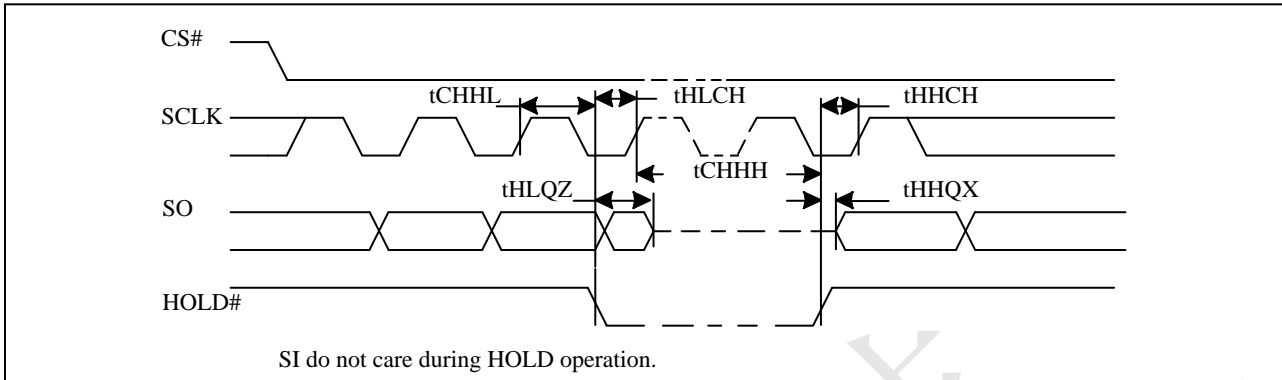 CS#
tCHHL
tHLCH
tHHCH
SCLK
tCHHH
tHLQZ
tHHQX
SO
HOLD#
SI do not care during HOLD operation.